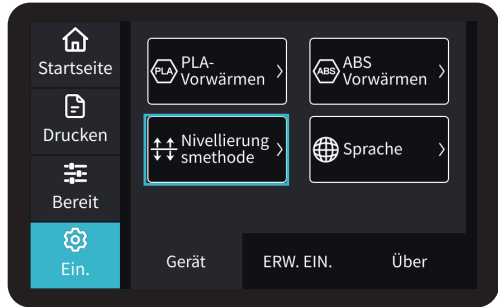 Startseite
Drucken
Bereit
Ein.
PLA
PLA-
Vorwärmen
ABS
ABS
Vorwärmen
Nivellierung
smethode
Sprache
Gerät
ERW. EIN.
Über